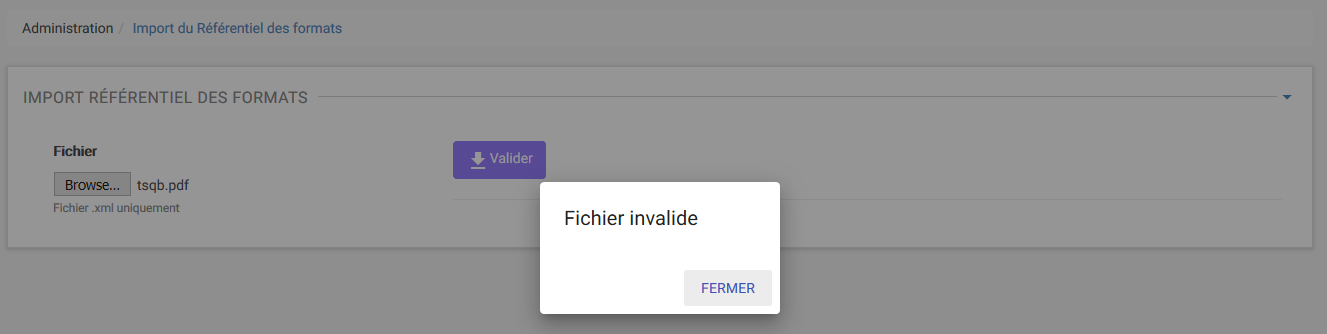 Administration / Import du Référentiel des formats
IMPORT RÉFÉRENTIEL DES FORMATS
Fichier
Browse... tsqb.pdf
Fichier .xml uniquement
Valider
Fichier invalide
FERMER